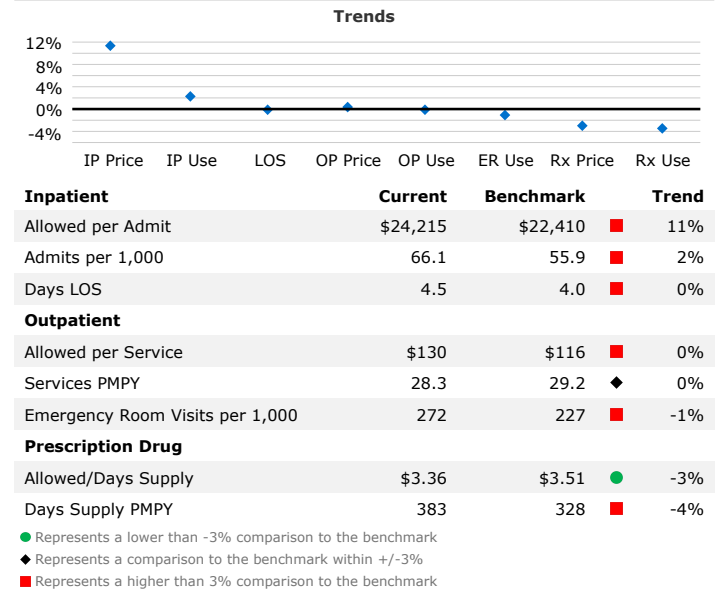 Trends
12%
8%
4%
0%
-4%
IP Price IP Use LOS OP Price OP Use ER Use Rx Price Rx Use
Inpatient Current Benchmark Trend
Allowed per Admit $24,215 $22,410 11%
Admits per 1,000 66.1 55.9 2%
Days LOS 4.5 4.0 0%
Outpatient
Allowed per Service $130 $116 0%
Services PMPY 28.3 29.2 0%
Emergency Room Visits per 1,000 272 227 -1%
Prescription Drug
Allowed/Days Supply $3.36 $3.51 -3%
Days Supply PMPY 383 328 -4%
Represents a lower than -3% comparison to the benchmark
Represents a comparison to the benchmark within +/-3%
Represents a higher than 3% comparison to the benchmark